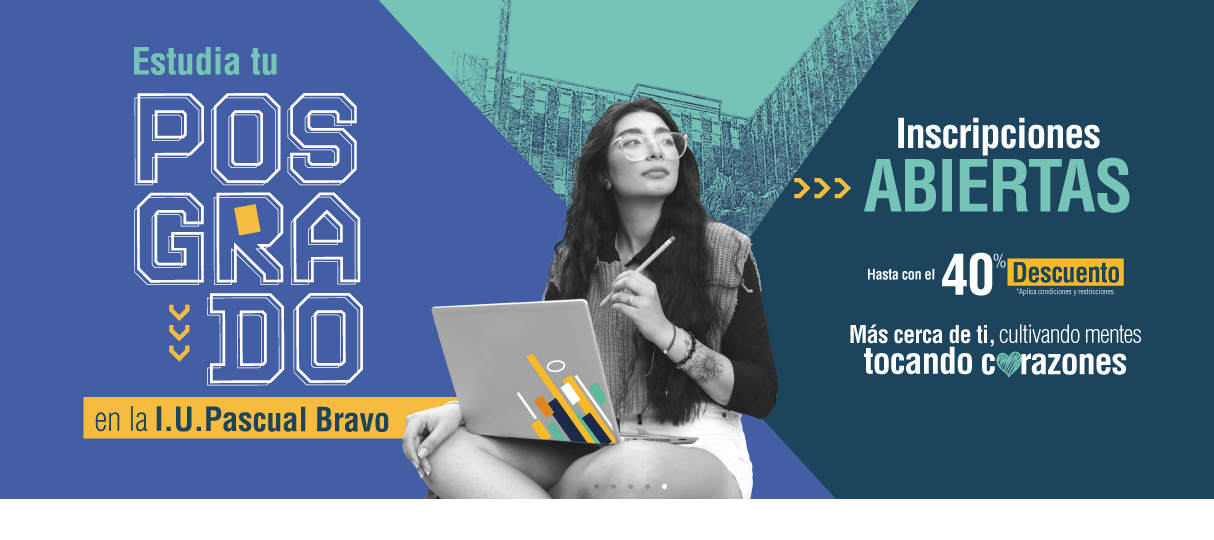 Estudia tu
POS
GRA
DO
en la I.U.Pascual Bravo
Inscripciones
ABIERTAS
Hasta con el 40% Descuento
*Aplica condiciones y restricciones.
Más cerca de ti, cultivando mentes
tocando corazones